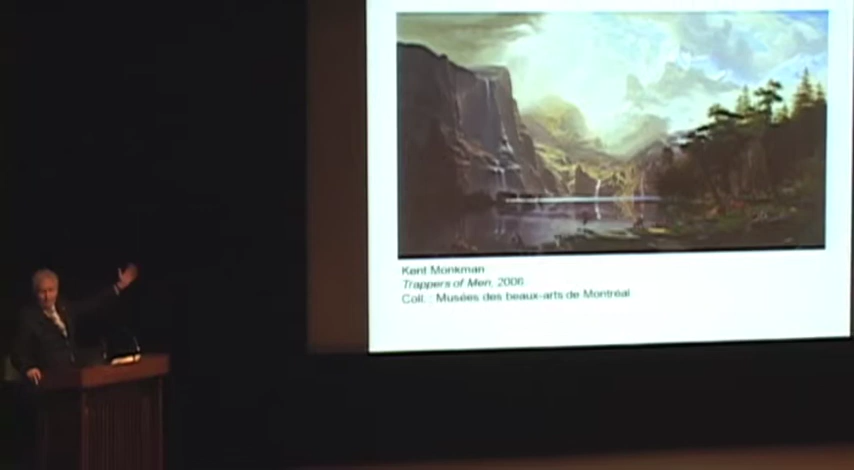 Kent Monkman
Trappers of Men, 2006
Coll. : Musées des beaux-arts de Montréal